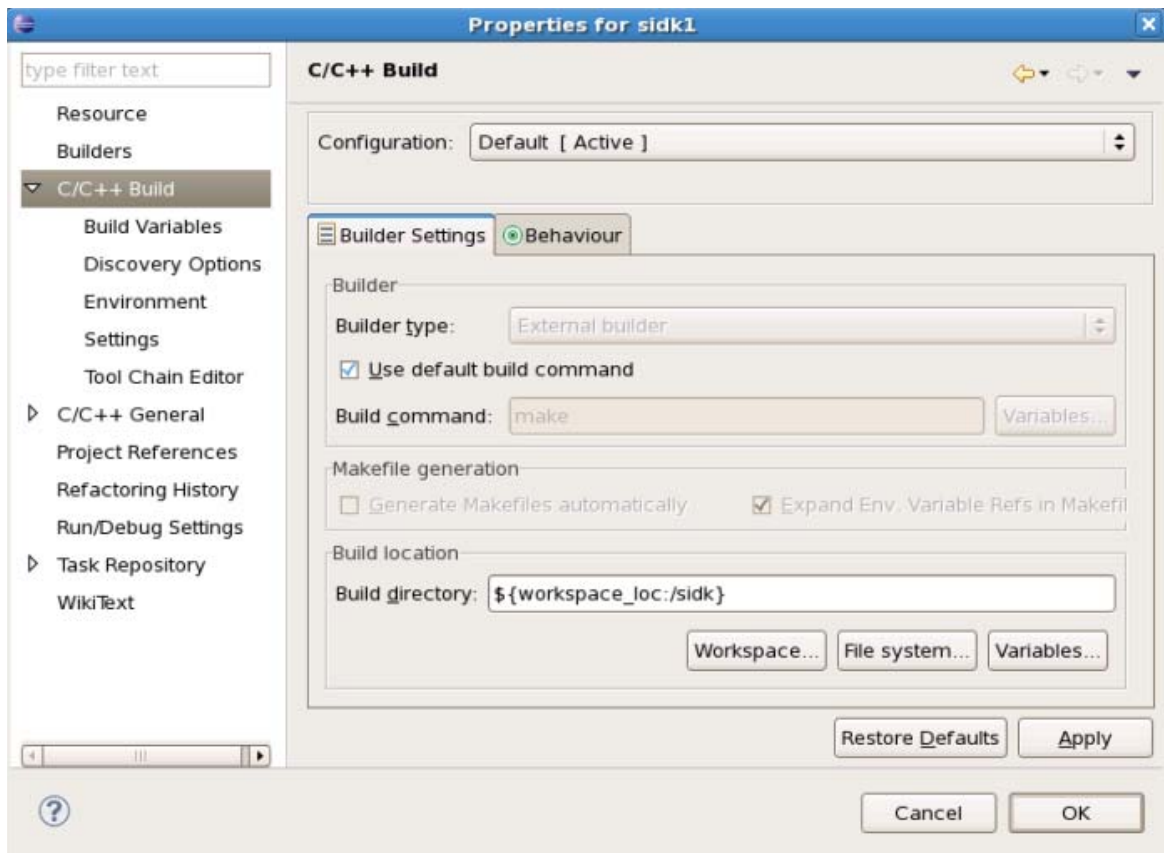 Properties for sidk1
type filter text
Resource
Builders
C/C++ Build
Build Variables
Discovery Options
Environment
Settings
Tool Chain Editor
C/C++ General
Project References
Refactoring History
Run/Debug Settings
Task Repository
WikiText
C/C++ Build
Configuration: Default [ Active ]
Builder Settings Behaviour
Builder
Builder type: External builder
Use default build command
Build command: make Variables...
Makefile generation
Generate Makefiles automatically Expand Env. Variable Refs in Makefil
Build location
Build directory: ${workspace_loc:/sidk}
Workspace... File system... Variables...
Restore Defaults Apply
Cancel OK